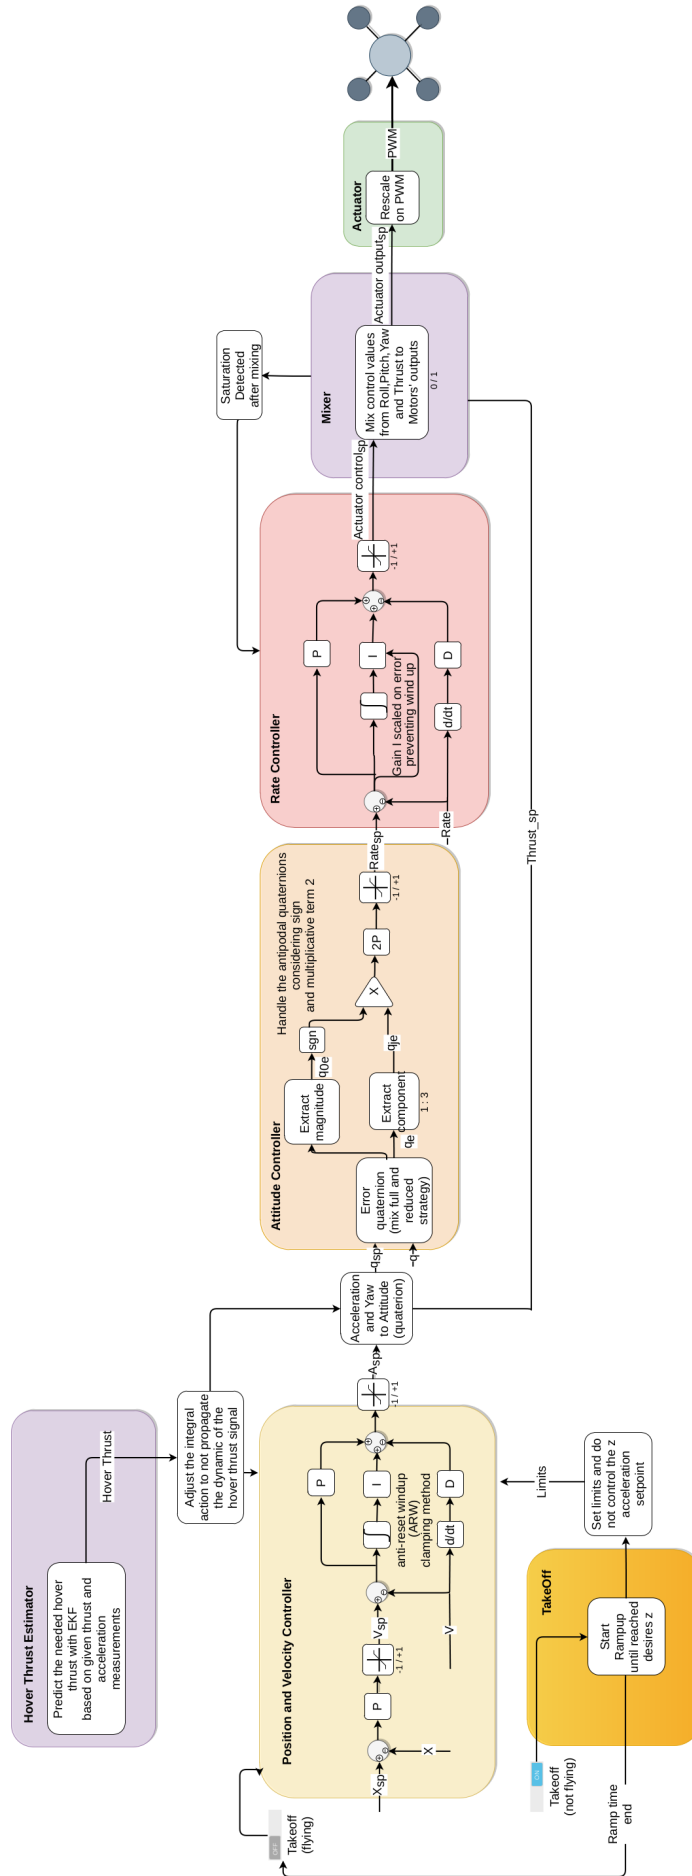 Hover Thrust Estimator
Predict the needed hover
thrust with EKF
based on given thrust and
acceleration
measurements
Hover Thrust
Adjust the integral
action to not propagate
the dynamic of the
hover thrust signal
OFF
Takeoff
(flying)
Position and Velocity Controller
Xsp
X
P
-1 / +1
Vsp
V
P
I
anti-reset windup
(ARW)
clamping method
d/dt
D
-1 / +1
Asp
ON
Takeoff
(not flying)
Ramp time
end
TakeOff
Start
Rampup
until reached
desires z
Set limits and do
not control the z
acceleration
setpoint
Limits
Acceleration
and Yaw
to Attitude
(quaterion)
qsp
q
Attitude Controller
Error
quaternion
(mix full and
reduced
strategy)
qe
Extract
magnitude
q0e
sgn
Extract
component
1 : 3
qje
X
2P
-1 / +1
Handle the antipodal quaternions
considering sign
and multiplicative term 2
Ratesp
Rate
Thrust_sp
Rate Controller
P
I
Gain I scaled on error
preventing wind up
d/dt
D
-1 / +1
Actuator controlsp
Saturation
Detected
after mixing
Mixer
Mix control values
from Roll,Pitch,Yaw
and Thrust to
Motors' outputs
0 / 1
Actuator outputsp
Actuator
Rescale
on PWM
PWM